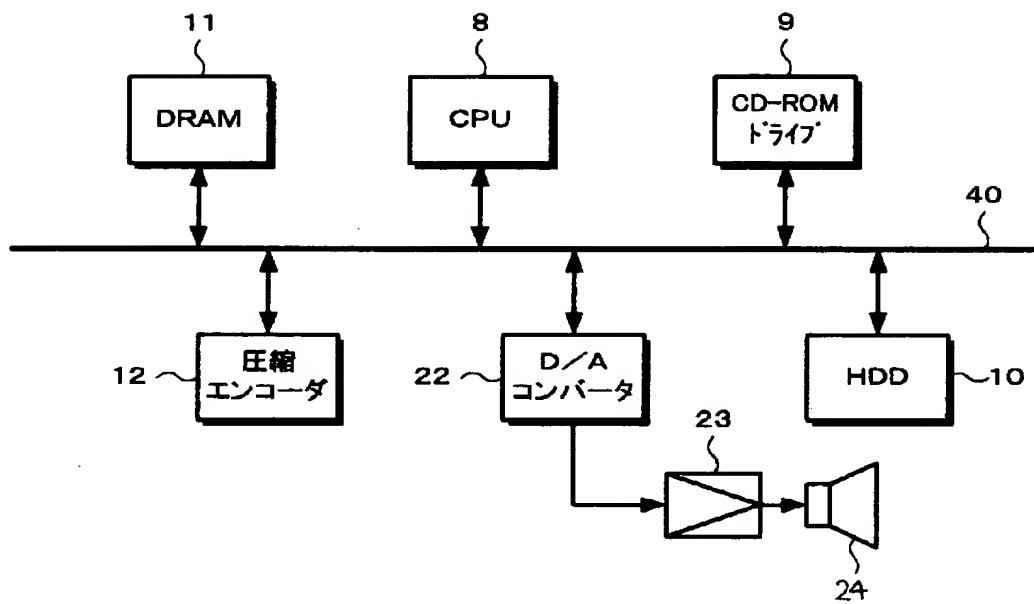 11
8
9
DRAM
CPU
CD-ROM
ドライブ
40
12
圧縮
エンコーダ
22
D/A
コンバータ
HDD
10
23
24